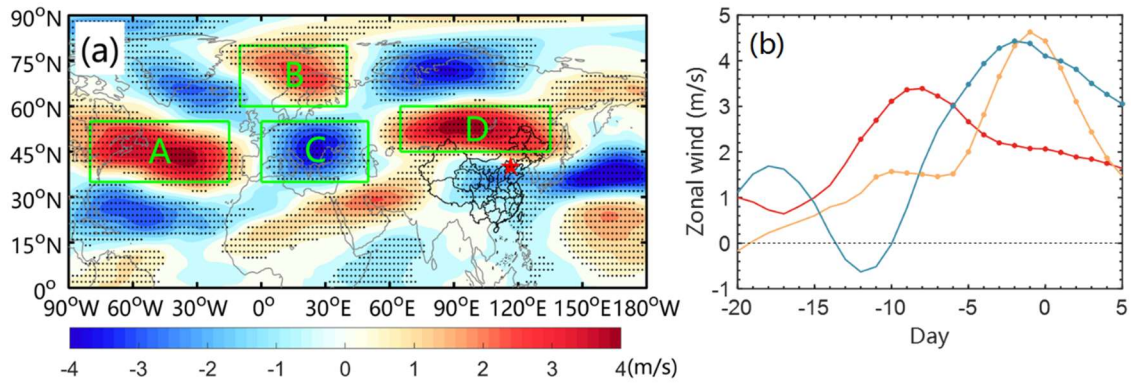 (a)
90°N
75°N
60°N
45°N
30°N
15°N
0°
A
B
C
D
90°W 60°W 30°W 0° 30°E 60°E 90°E 120°E 150°E 180°W
-4 -3 -2 -1 0 1 2 3 4(m/s)
(b)
Zonal wind (m/s)
5
4
3
2
1
0
-1
-20 -15 -10 -5 0 5
Day